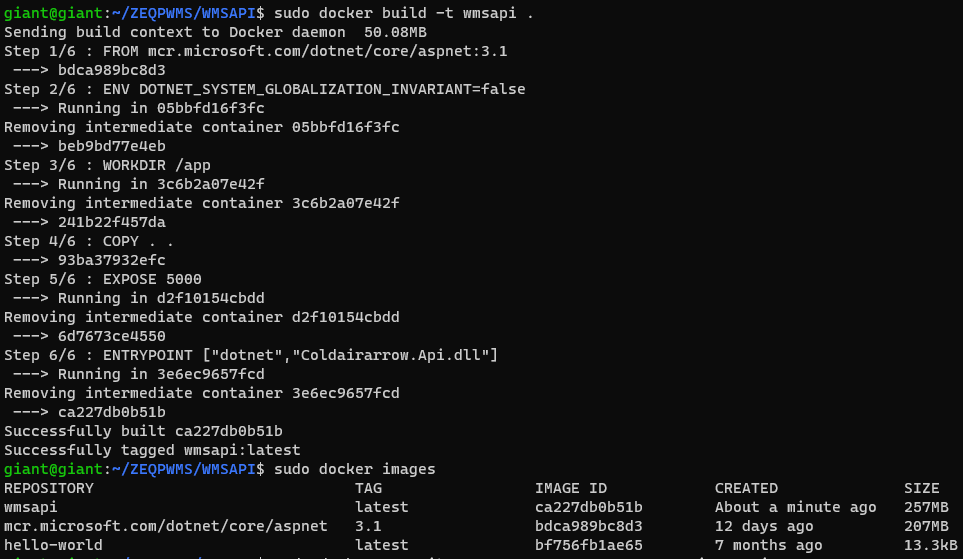 giant@giant:~/ZEQPWMS/WMSAPI$ sudo docker build -t wmsapi .
Sending build context to Docker daemon  50.08MB
Step 1/6 : FROM mcr.microsoft.com/dotnet/core/aspnet:3.1
 ---> bdca989bc8d3
Step 2/6 : ENV DOTNET_SYSTEM_GLOBALIZATION_INVARIANT=false
 ---> Running in 05bbfd16f3fc
Removing intermediate container 05bbfd16f3fc
 ---> beb9bd77e4eb
Step 3/6 : WORKDIR /app
 ---> Running in 3c6b2a07e42f
Removing intermediate container 3c6b2a07e42f
 ---> 241b22f457da
Step 4/6 : COPY . .
 ---> 93ba37932efc
Step 5/6 : EXPOSE 5000
 ---> Running in d2f10154cbdd
Removing intermediate container d2f10154cbdd
 ---> 6d7673ce4550
Step 6/6 : ENTRYPOINT ["dotnet","Coldairarrow.Api.dll"]
 ---> Running in 3e6ec9657fcd
Removing intermediate container 3e6ec9657fcd
 ---> ca227db0b51b
Successfully built ca227db0b51b
Successfully tagged wmsapi:latest
giant@giant:~/ZEQPWMS/WMSAPI$ sudo docker images
REPOSITORY                             TAG                 IMAGE ID            CREATED              SIZE
wmsapi                                 latest              ca227db0b51b        About a minute ago   257MB
mcr.microsoft.com/dotnet/core/aspnet   3.1                 bdca989bc8d3        12 days ago          207MB
hello-world                            latest              bf756fb1ae65        7 months ago         13.3kB